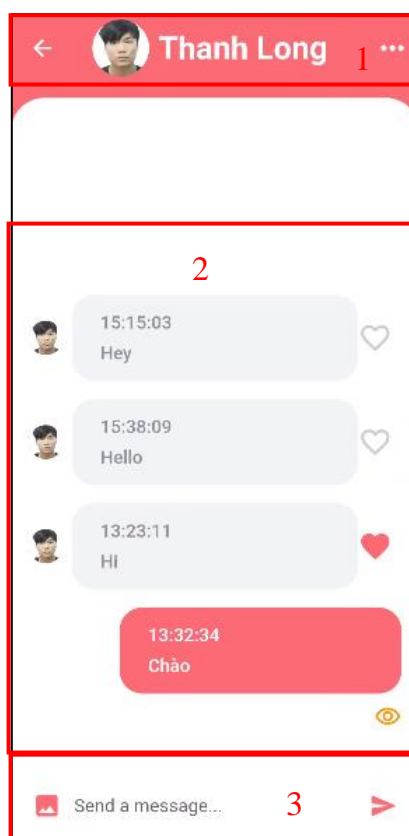 Thanh Long
1
2
15:15:03
Hey
15:38:09
Hello
13:23:11
Hi
13:32:34
Chào
Send a message...
3